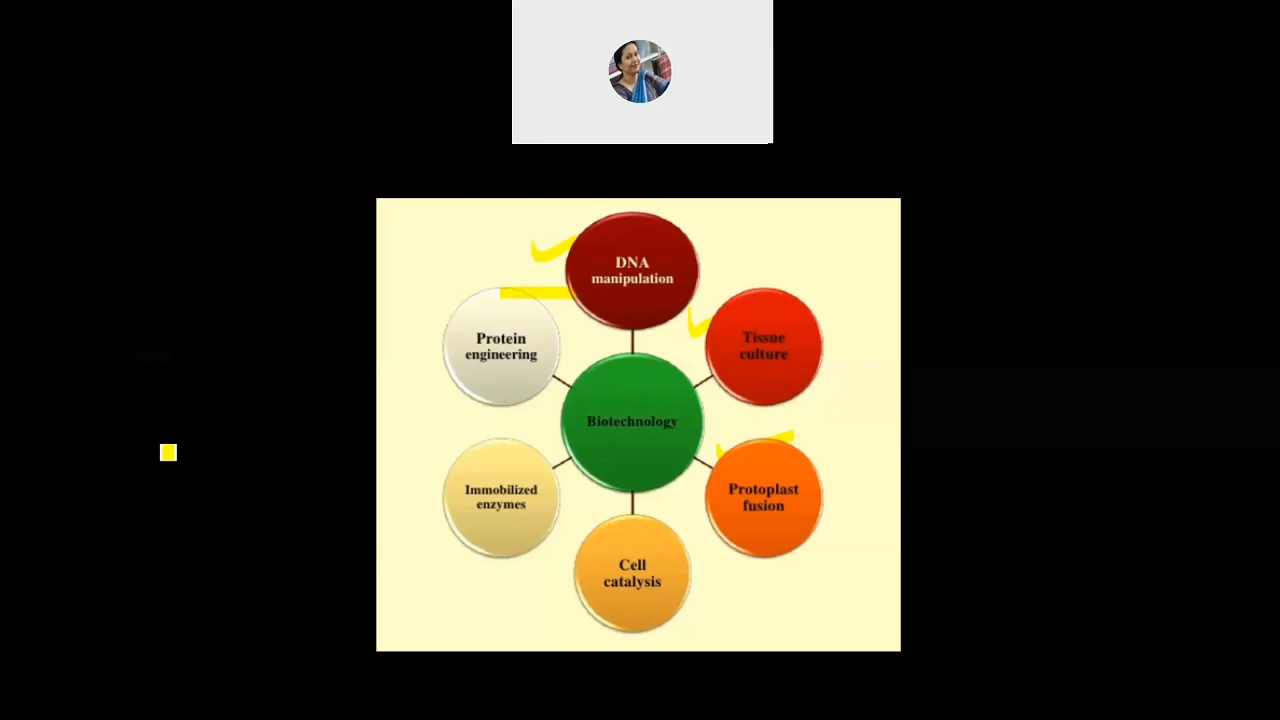 DNA
manipulation
Protein
engineering
Tissue
culture
Biotechnology
Immobilized
enzymes
Protoplast
fusion
Cell
catalysis